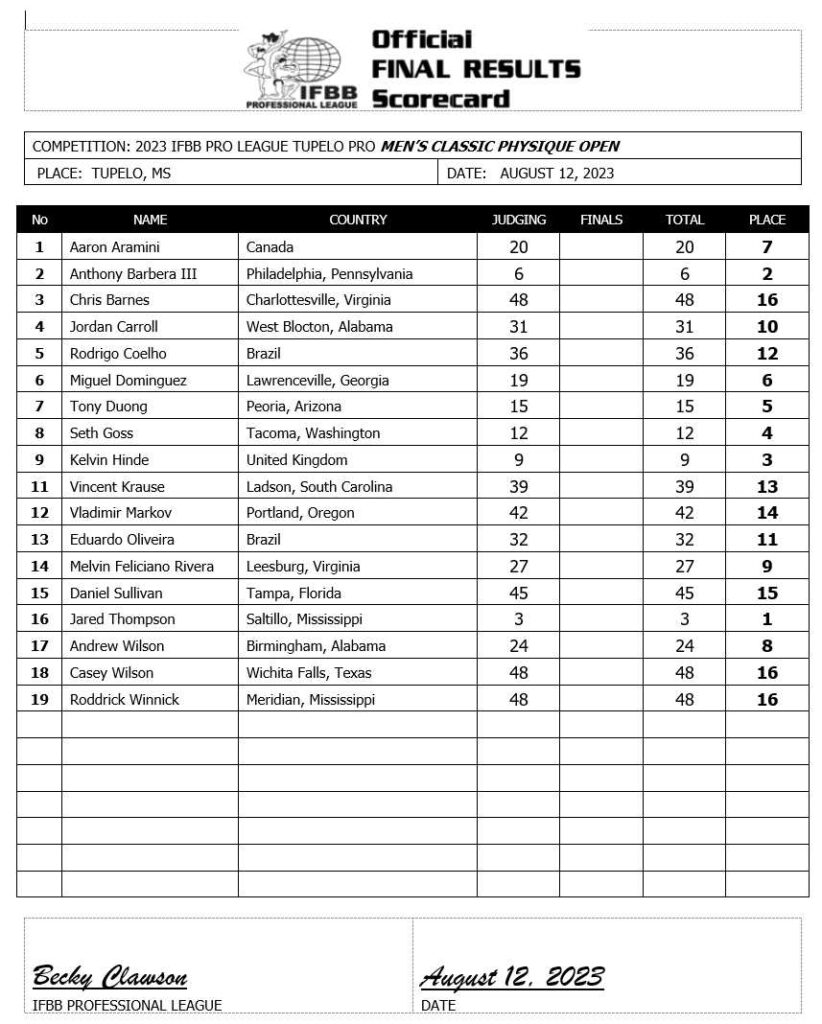 Official
FINAL RESULTS
Scorecard
IFBB
PROFESSIONAL LEAGUE
COMPETITION: 2023 IFBB PRO LEAGUE TUPELO PRO MEN'S CLASSIC PHYSIQUE OPEN
PLACE: TUPELO, MS DATE: AUGUST 12, 2023
No NAME COUNTRY JUDGING FINALS TOTAL PLACE
1 Aaron Aramini Canada 20 20 7
2 Anthony Barbera III Philadelphia, Pennsylvania 6 6 2
3 Chris Barnes Charlottesville, Virginia 48 48 16
4 Jordan Carroll West Blocton, Alabama 31 31 10
5 Rodrigo Coelho Brazil 36 36 12
6 Miguel Dominguez Lawrenceville, Georgia 19 19 6
7 Tony Duong Peoria, Arizona 15 15 5
8 Seth Goss Tacoma, Washington 12 12 4
9 Kelvin Hinde United Kingdom 9 9 3
11 Vincent Krause Ladson, South Carolina 39 39 13
12 Vladimir Markov Portland, Oregon 42 42 14
13 Eduardo Oliveira Brazil 32 32 11
14 Melvin Feliciano Rivera Leesburg, Virginia 27 27 9
15 Daniel Sullivan Tampa, Florida 45 45 15
16 Jared Thompson Saltillo, Mississippi 3 3 1
17 Andrew Wilson Birmingham, Alabama 24 24 8
18 Casey Wilson Wichita Falls, Texas 48 48 16
19 Roddrick Winnick Meridian, Mississippi 48 48 16
Becky Clawson August 12, 2023
IFBB PROFESSIONAL LEAGUE DATE